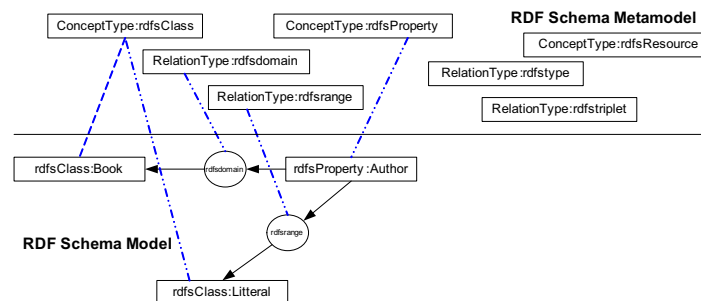 ConceptType:rdfsClass
ConceptType:rdfsProperty
RDF Schema Metamodel
ConceptType:rdfsResource
RelationType:rdfsdomain
RelationType:rdfstype
RelationType:rdfsrange
RelationType:rdfstriplet
rdfsClass:Book
rdfsdomain
rdfsProperty:Author
rdfsrange
RDF Schema Model
rdfsClass:Litteral